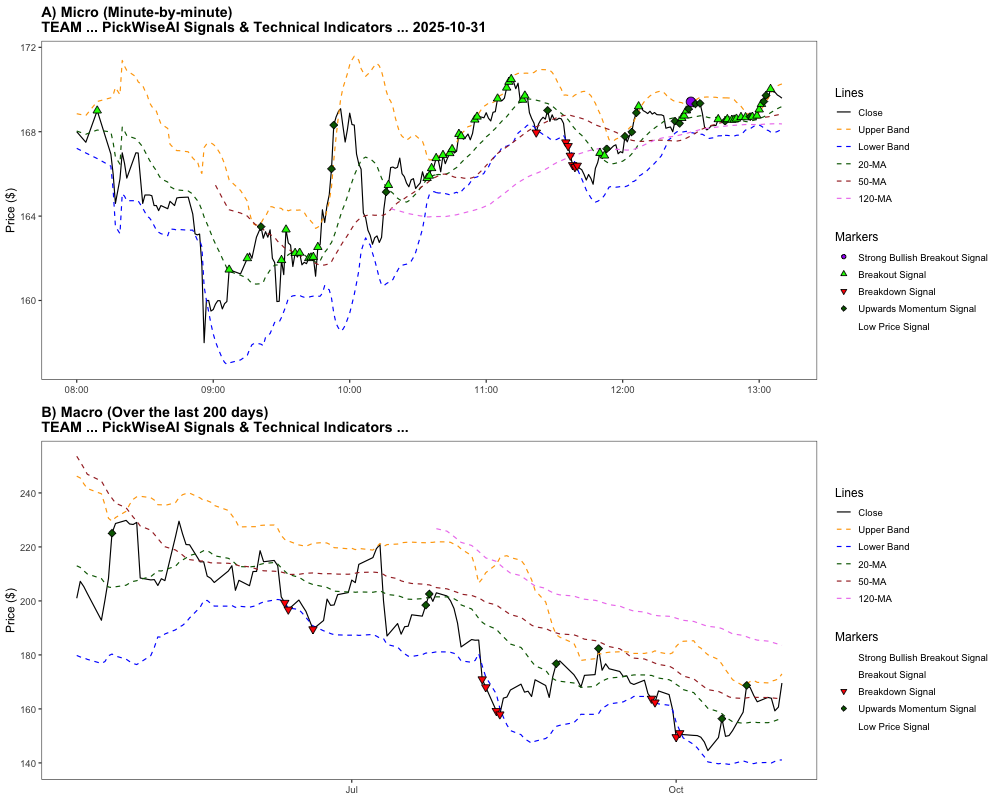 A) Micro (Minute-by-minute)
TEAM ... PickWiseAI Signals & Technical Indicators ... 2025-10-31
172
168
164
160
Price ($)
08:00 09:00 10:00 11:00 12:00 13:00
Lines
Close
Upper Band
Lower Band
20-MA
50-MA
120-MA
Markers
Strong Bullish Breakout Signal
Breakout Signal
Breakdown Signal
Upwards Momentum Signal
Low Price Signal
B) Macro (Over the last 200 days)
TEAM ... PickWiseAI Signals & Technical Indicators ...
240
220
200
180
160
140
Price ($)
Jul Oct
Lines
Close
Upper Band
Lower Band
20-MA
50-MA
120-MA
Markers
Strong Bullish Breakout Signal
Breakout Signal
Breakdown Signal
Upwards Momentum Signal
Low Price Signal